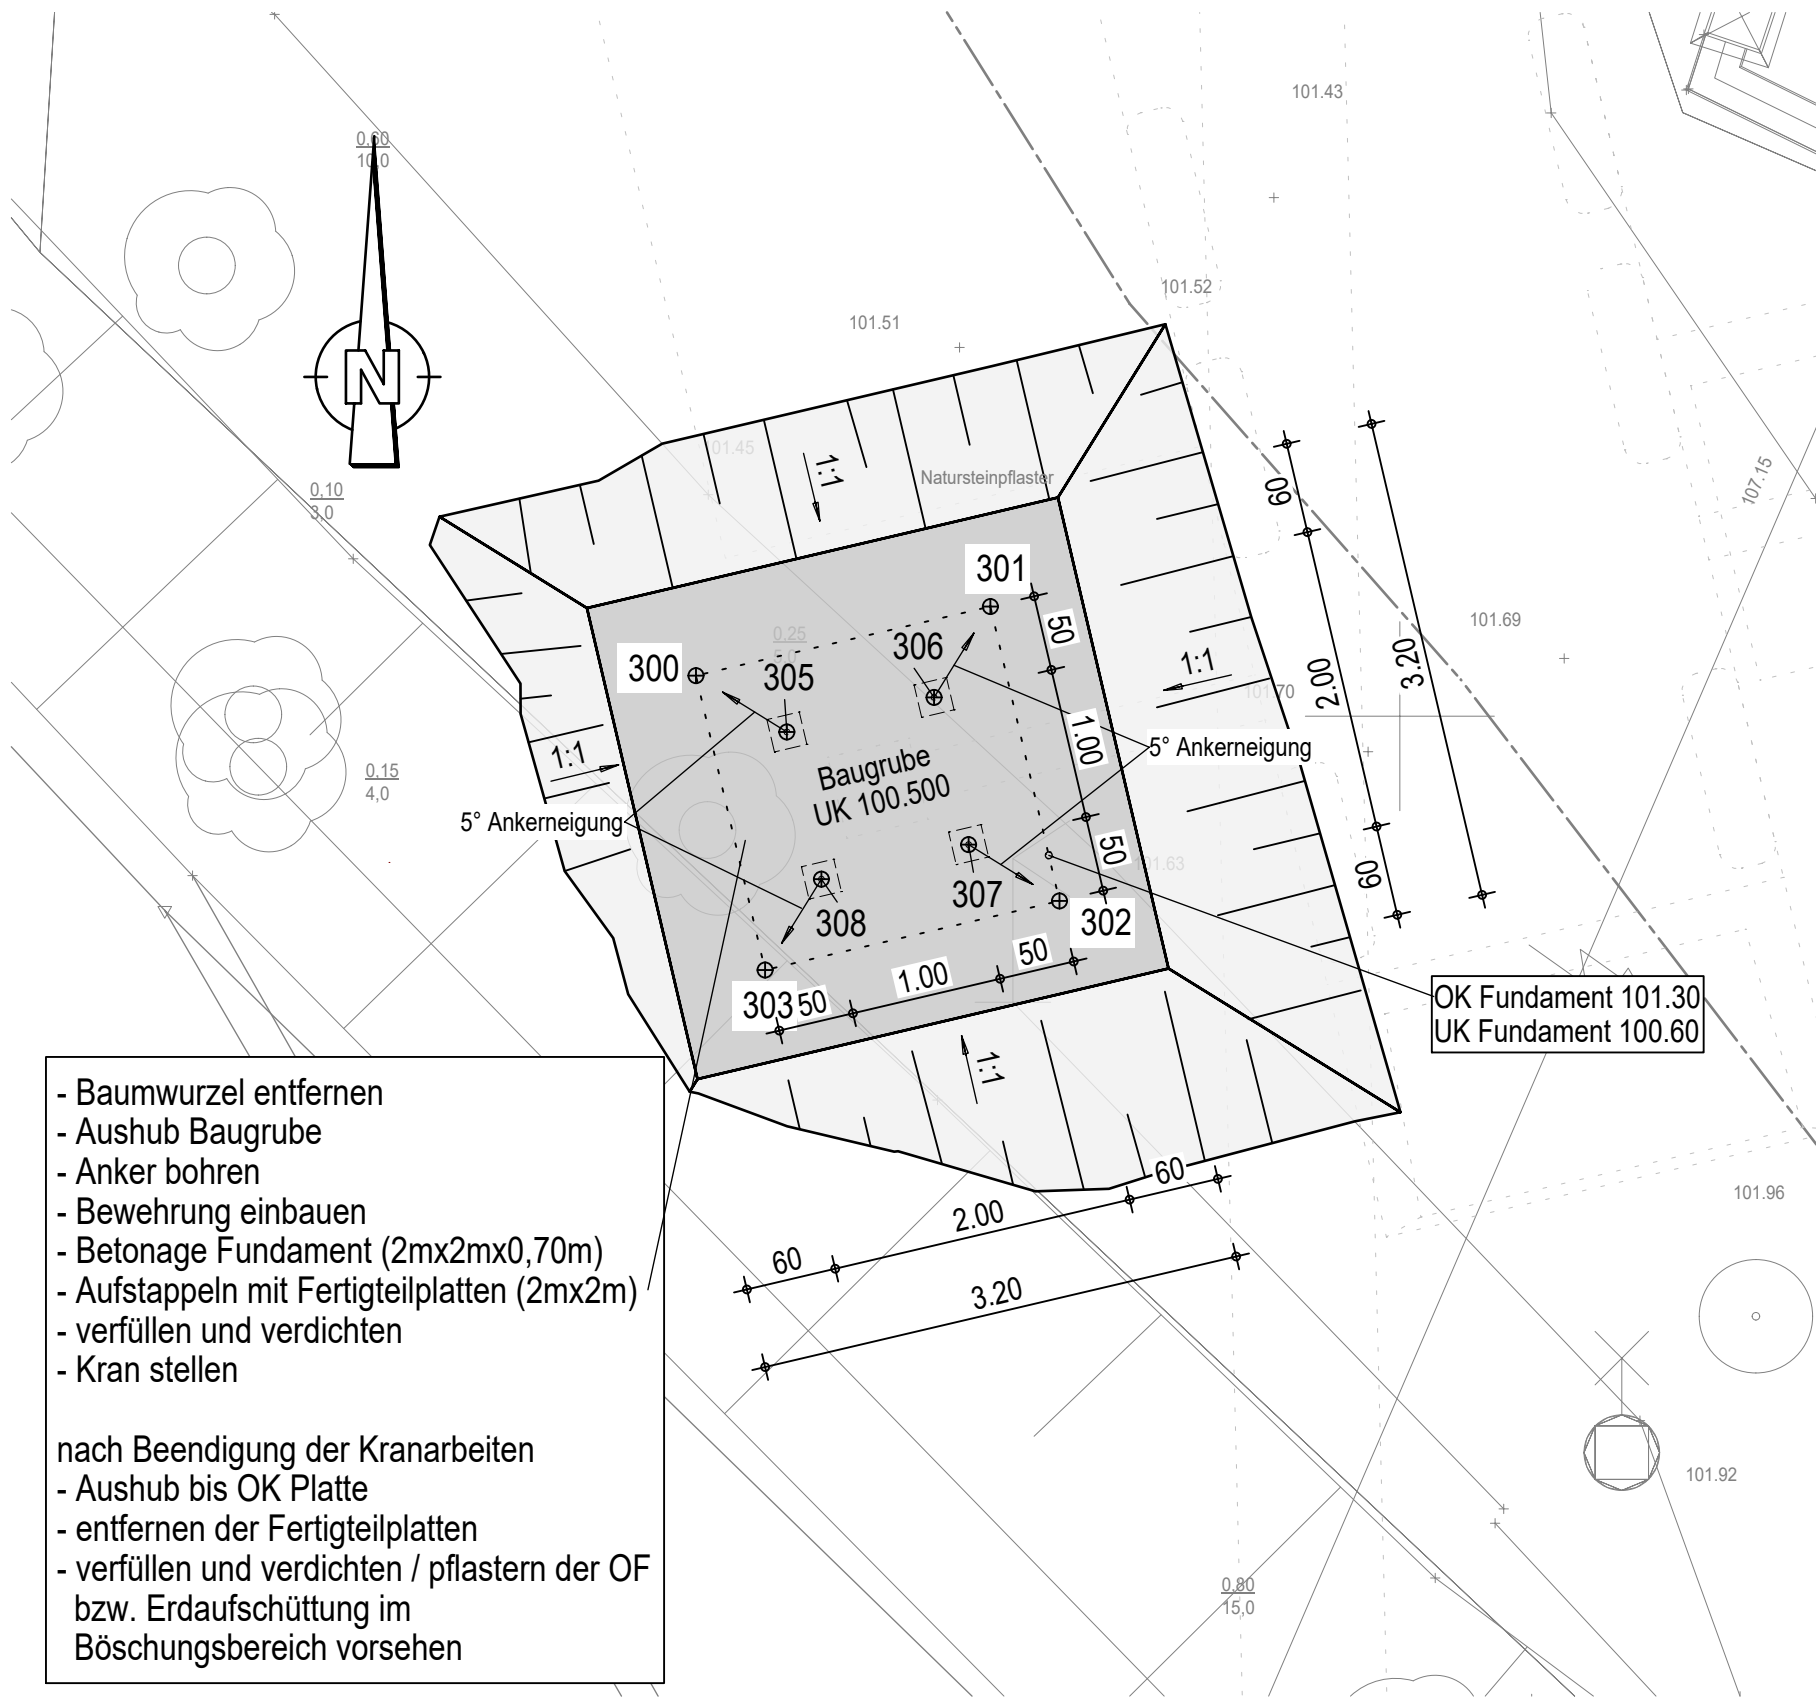 101.43
0,60
10,0
101.52
101.51
N
101.45
1:1
Natursteinpflaster
60
107.15
0,10
3,0
301
50
101.69
0.25
5,0
306
300
305
3.20
2.00
1:1
101.70
1.00
5° Ankerneigung
1:1
Baugrube
UK 100.500
0,15
4,0
5° Ankerneigung
50
101.63
60
307
308
302
50
1.00
303
50
OK Fundament 101.30
UK Fundament 100.60
1:1
- Baumwurzel entfernen
- Aushub Baugrube
- Anker bohren
- Bewehrung einbauen
- Betonage Fundament (2mx2mx0,70m)
- Aufstappeln mit Fertigteilplatten (2mx2m)
- verfüllen und verdichten
- Kran stellen
nach Beendigung der Kranarbeiten
- Aushub bis OK Platte
- entfernen der Fertigteilplatten
- verfüllen und verdichten / pflastern der OF
bzw. Erdaufschüttung im
Böschungsbereich vorsehen
60
2.00
60
3.20
101.96
101.92
0,80
15,0